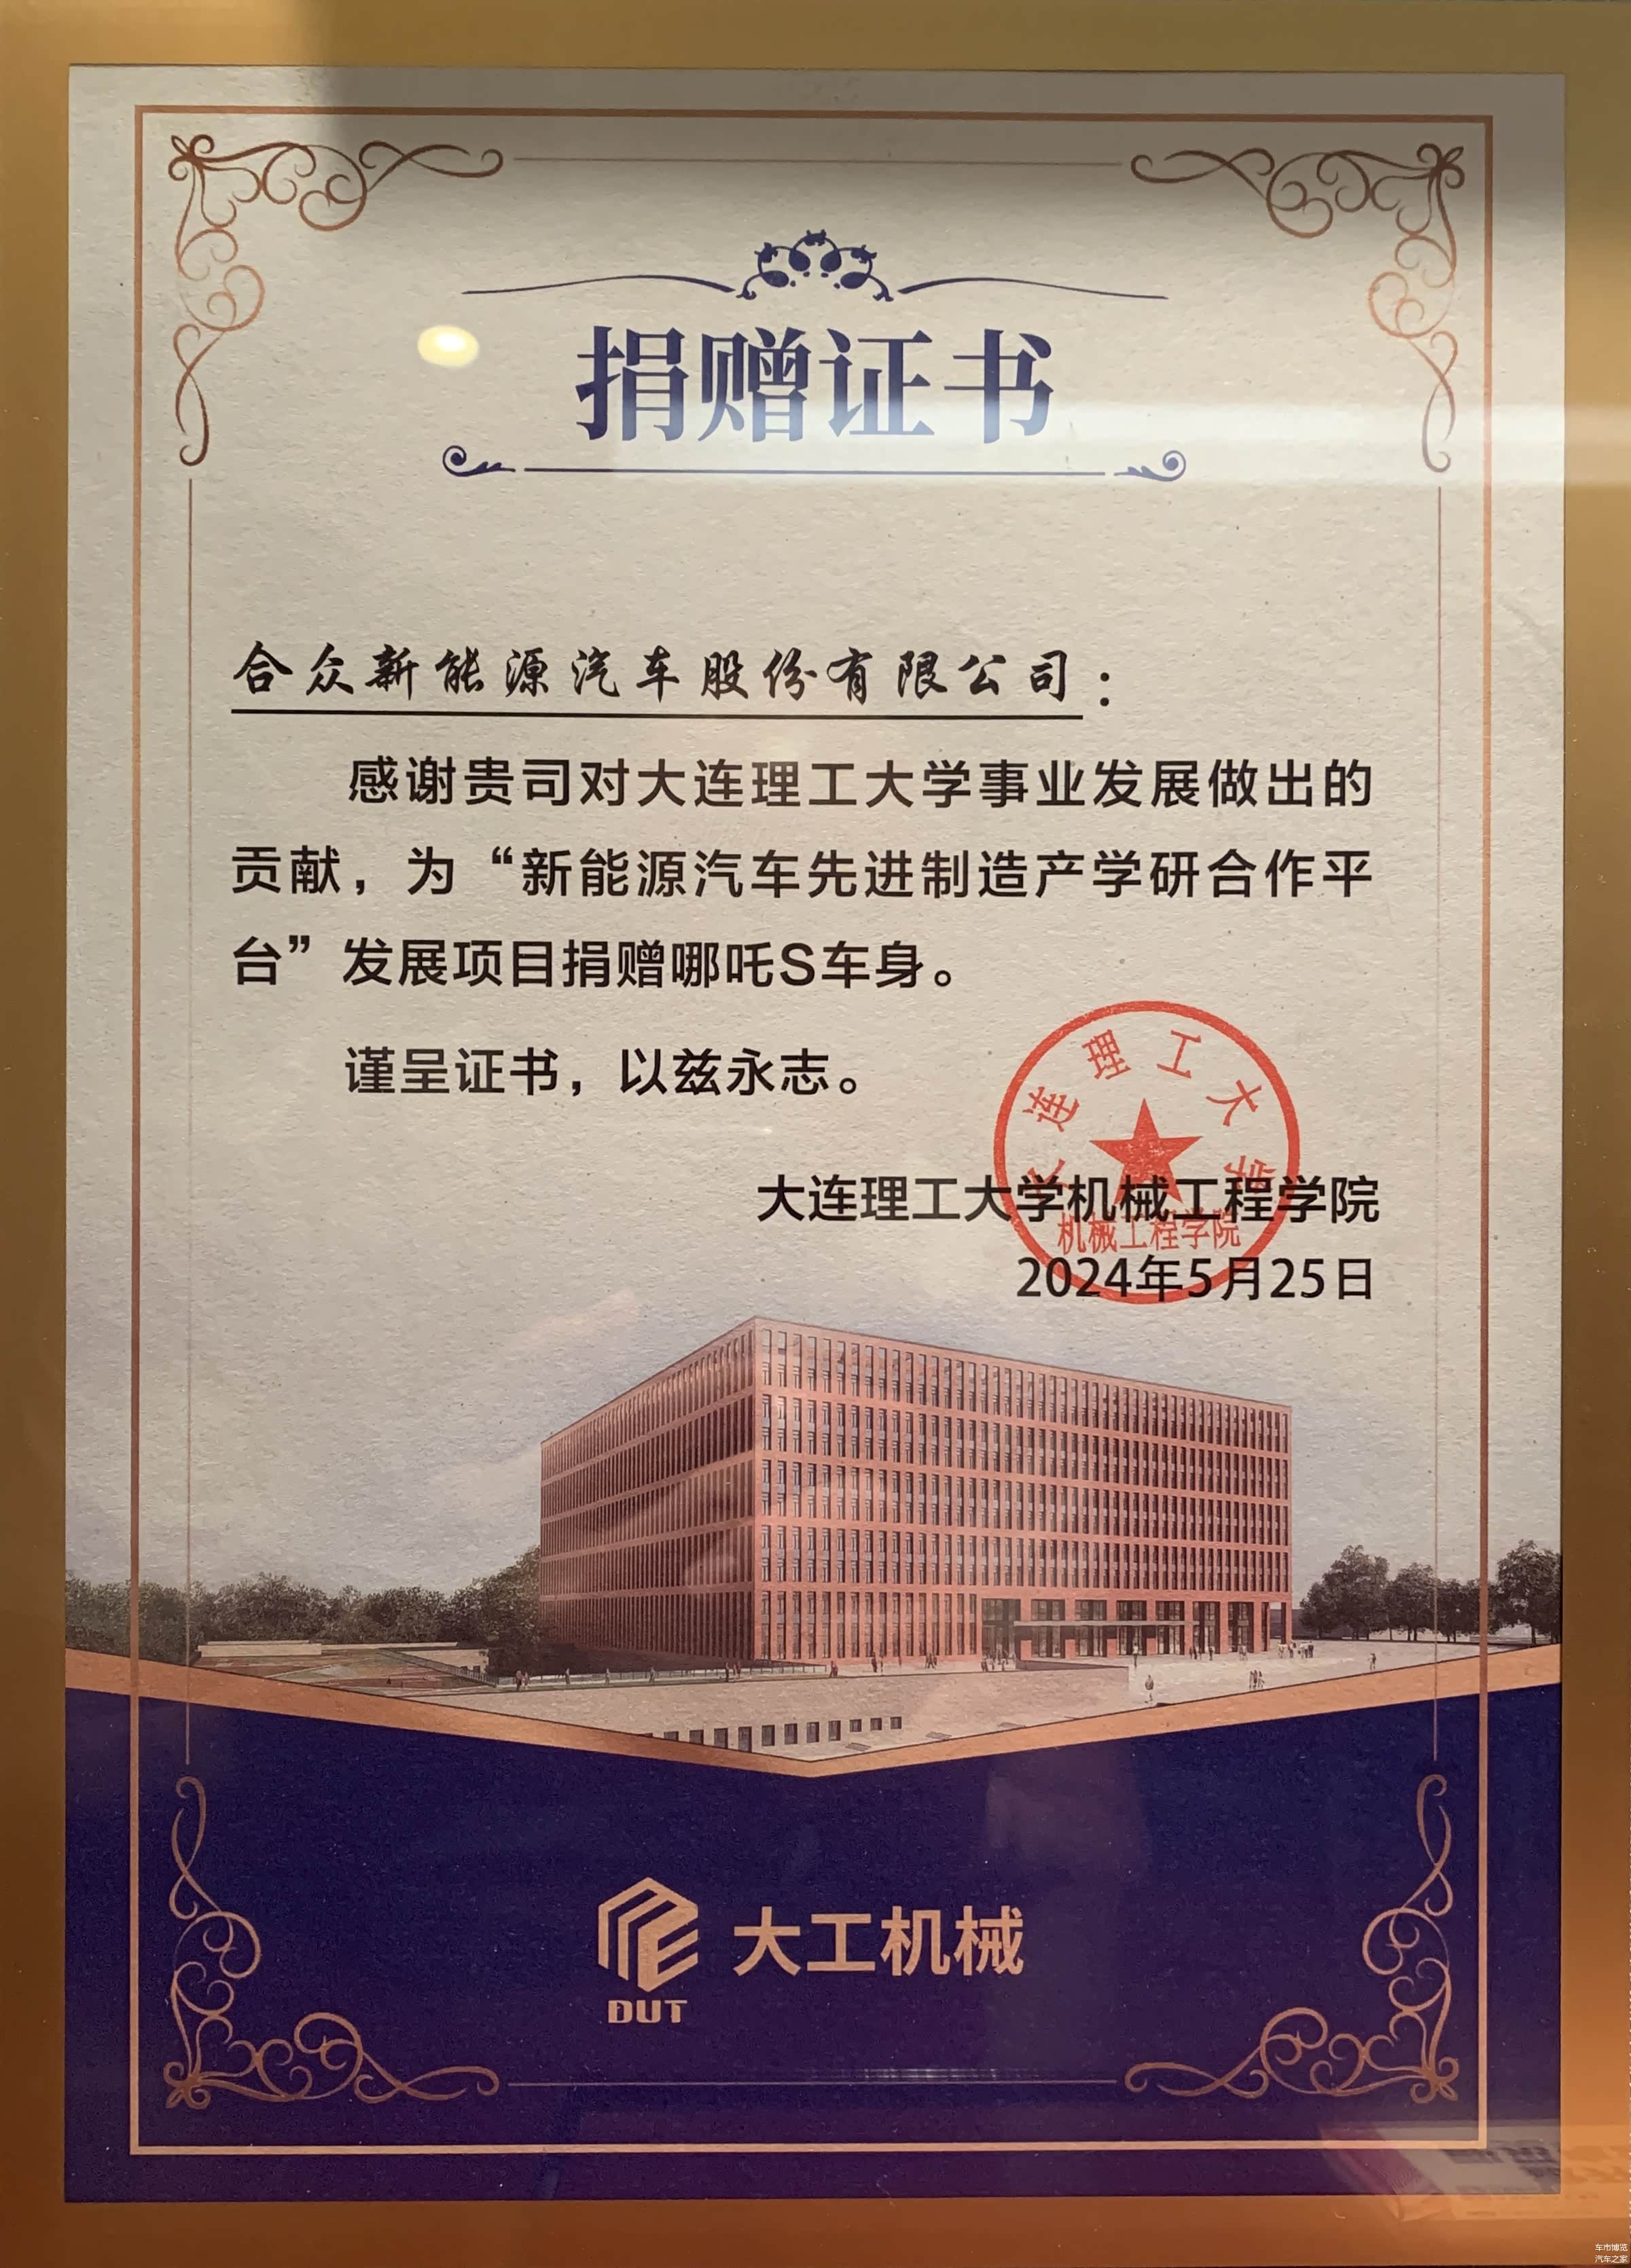 捐赠证书
合众新能源汽车股份有限公司：
感谢贵司对大连理工大学事业发展做出的
贡献，为“新能源汽车先进制造产学研合作平
台”发展项目捐赠哪吒S车身。
谨呈证书，以兹永志。
大连理工大学
大连理工大学机械工程学院
机械工程学院
2024年5月25日
大工机械
DUT
车市博览
汽车之家